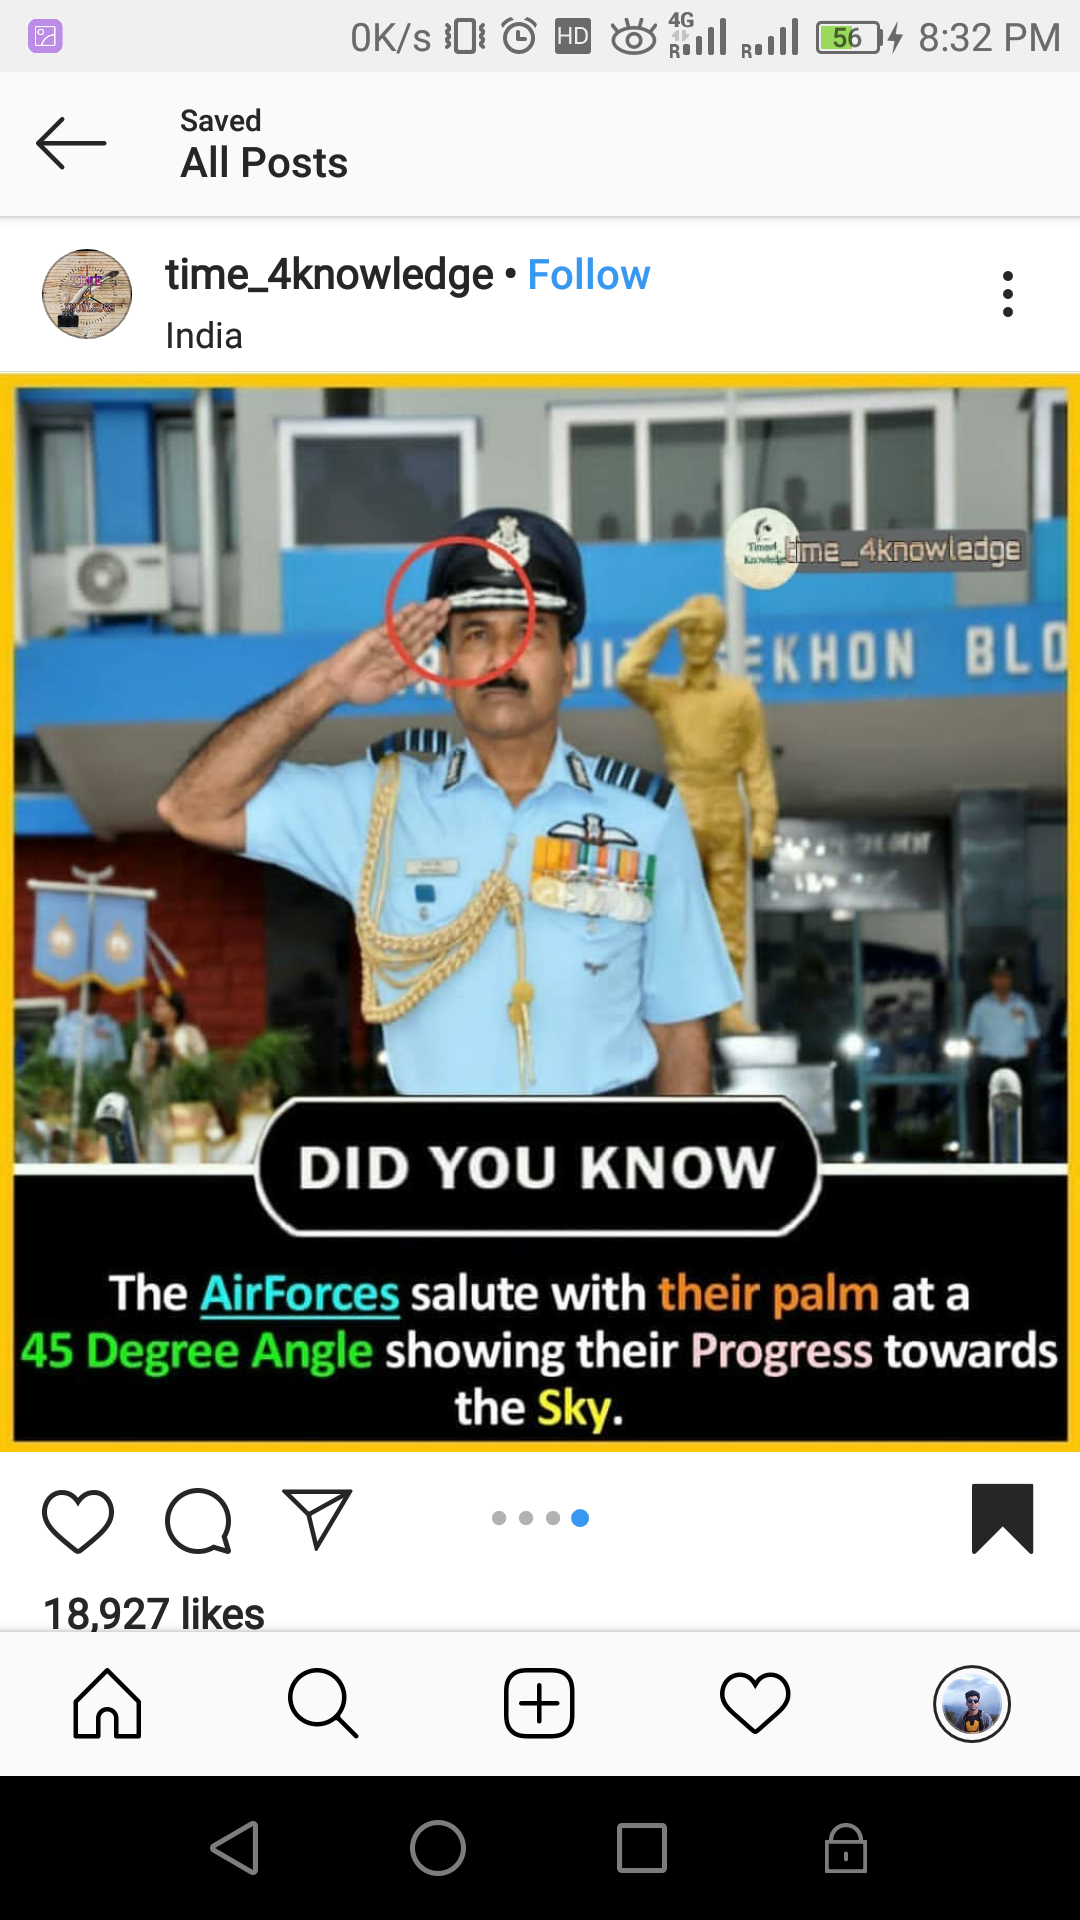 0K/s HD 4G R R 56 8:32 PM
Saved
All Posts
time_4knowledge • Follow
India
time_4knowledge
EKHON BLO
DID YOU KNOW
The AirForces salute with their palm at a
45 Degree Angle showing their Progress towards
the Sky.
18,927 likes